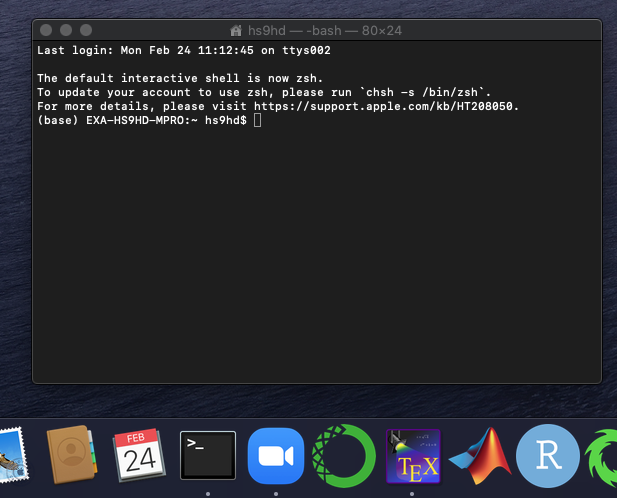 hs9hd — -bash — 80×24
Last login: Mon Feb 24 11:12:45 on ttys002
The default interactive shell is now zsh.
To update your account to use zsh, please run `chsh -s /bin/zsh`.
For more details, please visit https://support.apple.com/kb/HT208050.
(base) EXA-HS9HD-MPRO:~ hs9hd$
FEB
24
>_
N
TEX
R